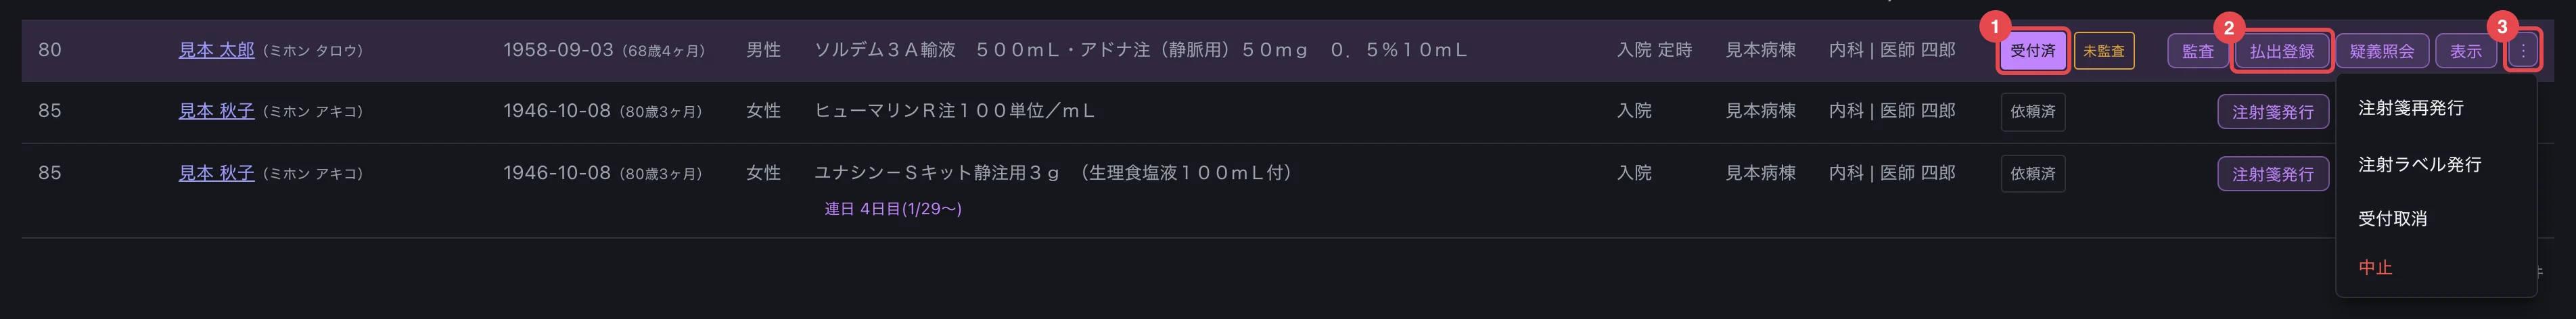 1 2 3
80 見本 太郎（ミホン タロウ） 1958-09-03（68歳4ヶ月） 男性 ソルデム３Ａ輸液　５００ｍＬ・アドナ注（静脈用）５０ｍｇ　０．５％１０ｍＬ 入院 定時 見本病棟 内科 | 医師 四郎 受付済 未監査 監査 払出登録 疑義照会 表示 ⋮
85 見本 秋子（ミホン アキコ） 1946-10-08（80歳3ヶ月） 女性 ヒューマリンＲ注１００単位／ｍＬ 入院 見本病棟 内科 | 医師 四郎 依頼済 注射箋発行
85 見本 秋子（ミホン アキコ） 1946-10-08（80歳3ヶ月） 女性 ユナシン－Ｓキット静注用３ｇ　（生理食塩液１００ｍＬ付） 入院 見本病棟 内科 | 医師 四郎 依頼済 注射箋発行
連日 4日目(1/29〜)
注射箋再発行
注射ラベル発行
受付取消
中止